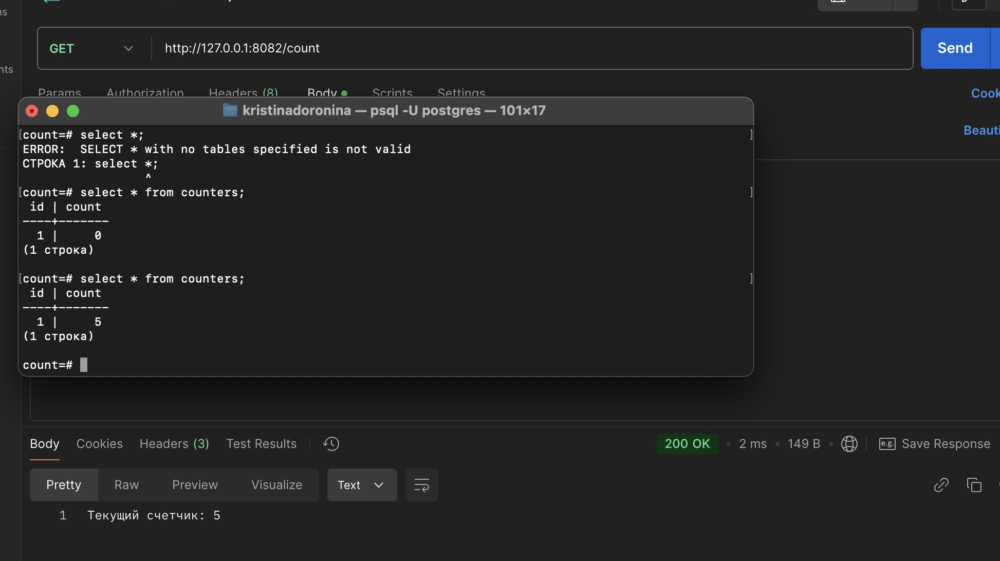 GET
http://127.0.0.1:8082/count
Send
Params Authorization Headers (8) Body Scripts Settings
kristinadoronina — psql -U postgres — 101×17
[count=# select *; ]
ERROR:  SELECT * with no tables specified is not valid
СТРОКА 1: select *;
^
[count=# select * from counters; ]
id | count
----+-------
1 |     0
(1 строка)
[count=# select * from counters; ]
id | count
----+-------
1 |     5
(1 строка)
count=#
Body Cookies Headers (3) Test Results
200 OK • 2 ms • 149 B • e.g. Save Response
Pretty Raw Preview Visualize Text
1 Текущий счетчик: 5